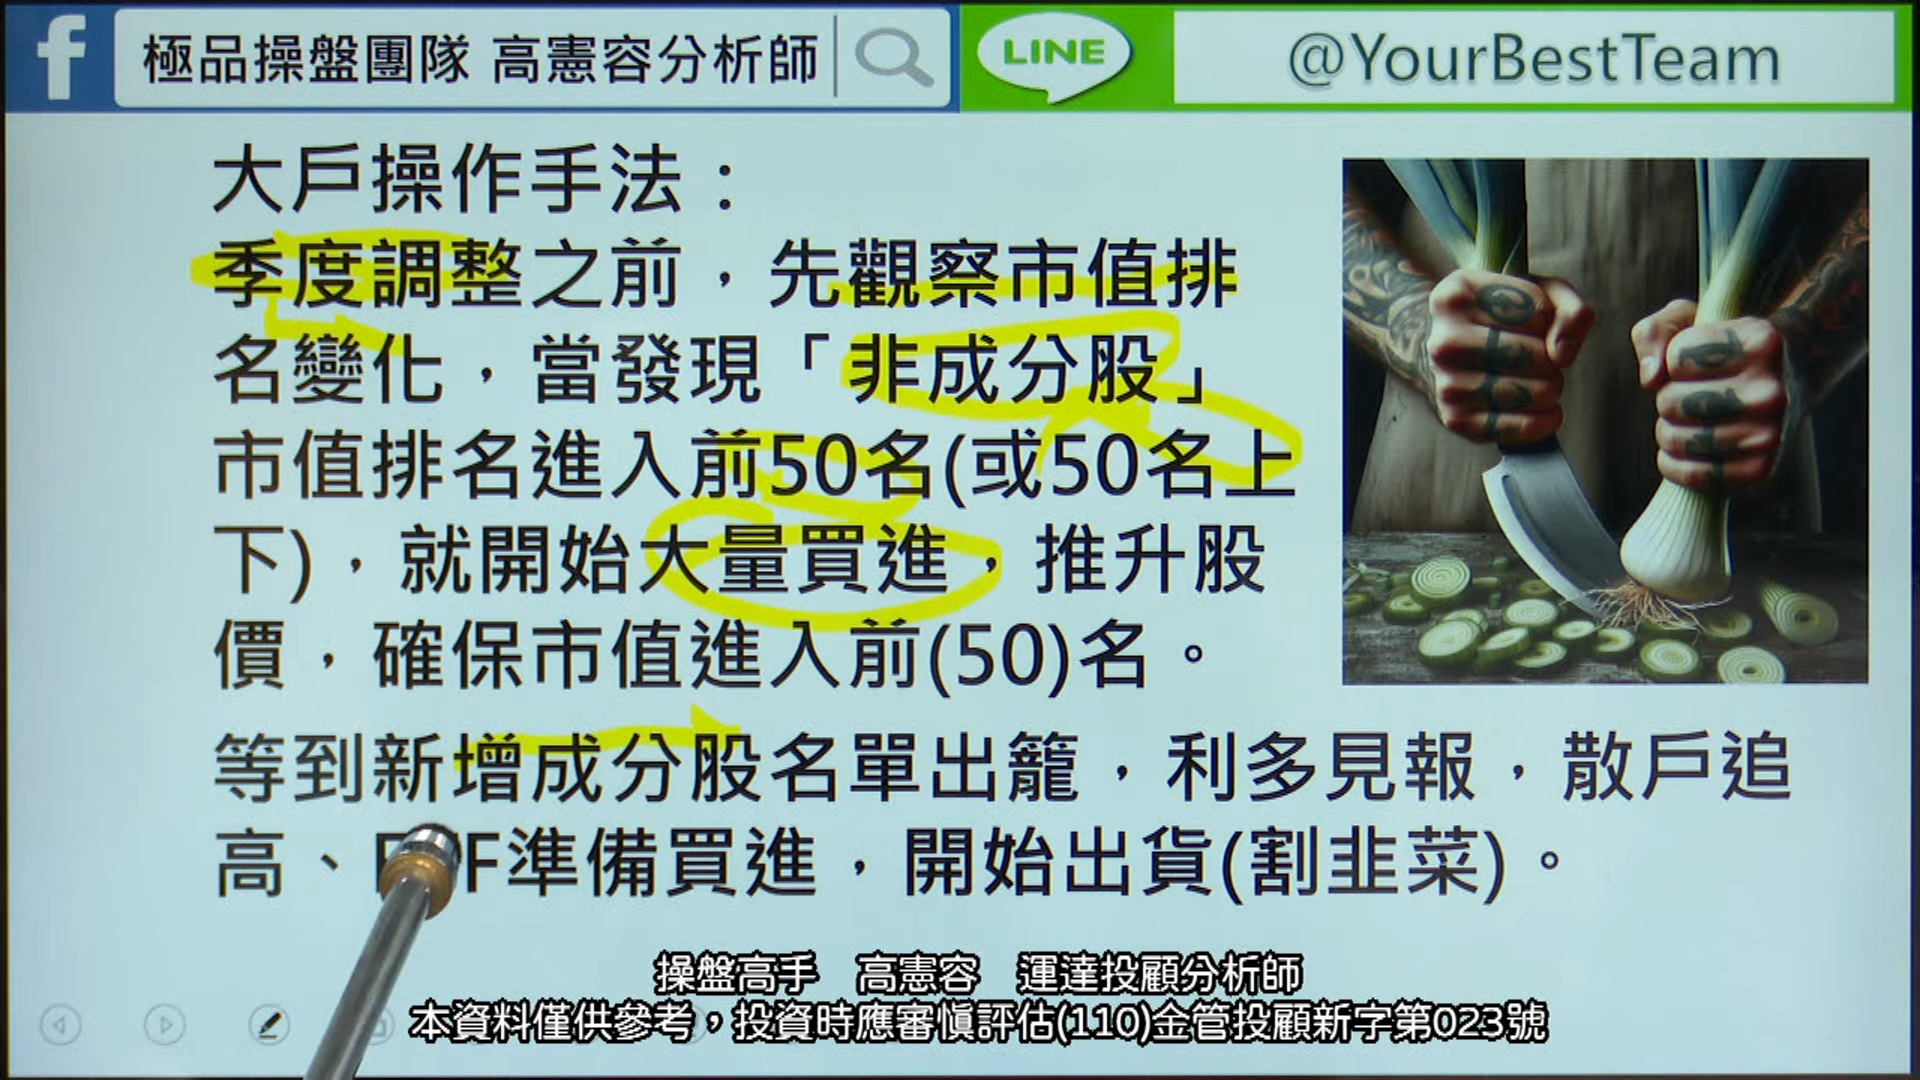 極品操盤團隊 高憲容分析師
LINE
@YourBestTeam
大戶操作手法：
季度調整之前，先觀察市值排
名變化，當發現「非成分股」
市值排名進入前50名(或50名上
下)，就開始大量買進，推升股
價，確保市值進入前(50)名。
等到新增成分股名單出籠，利多見報，散戶追
高、F準備買進，開始出貨(割韭菜)。
操盤高手 高憲容 運達投顧分析師
本資料僅供參考，投資時應審慎評估(110)金管投顧新字第023號